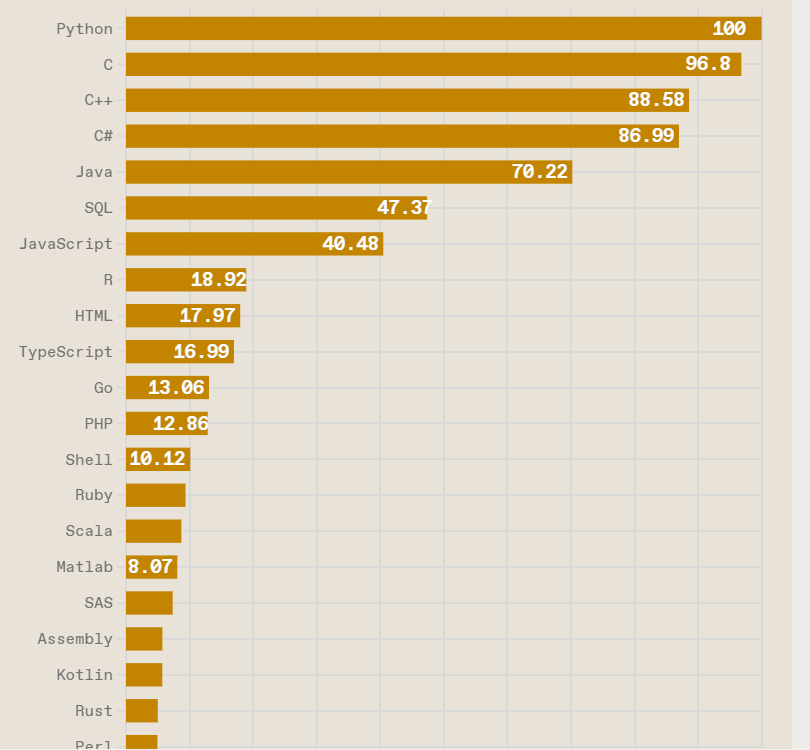 Python 100
C 96.8
C++ 88.58
C# 86.99
Java 70.22
SQL 47.37
JavaScript 40.48
R 18.92
HTML 17.97
TypeScript 16.99
Go 13.06
PHP 12.86
Shell 10.12
Ruby
Scala
Matlab 8.07
SAS
Assembly
Kotlin
Rust
Perl